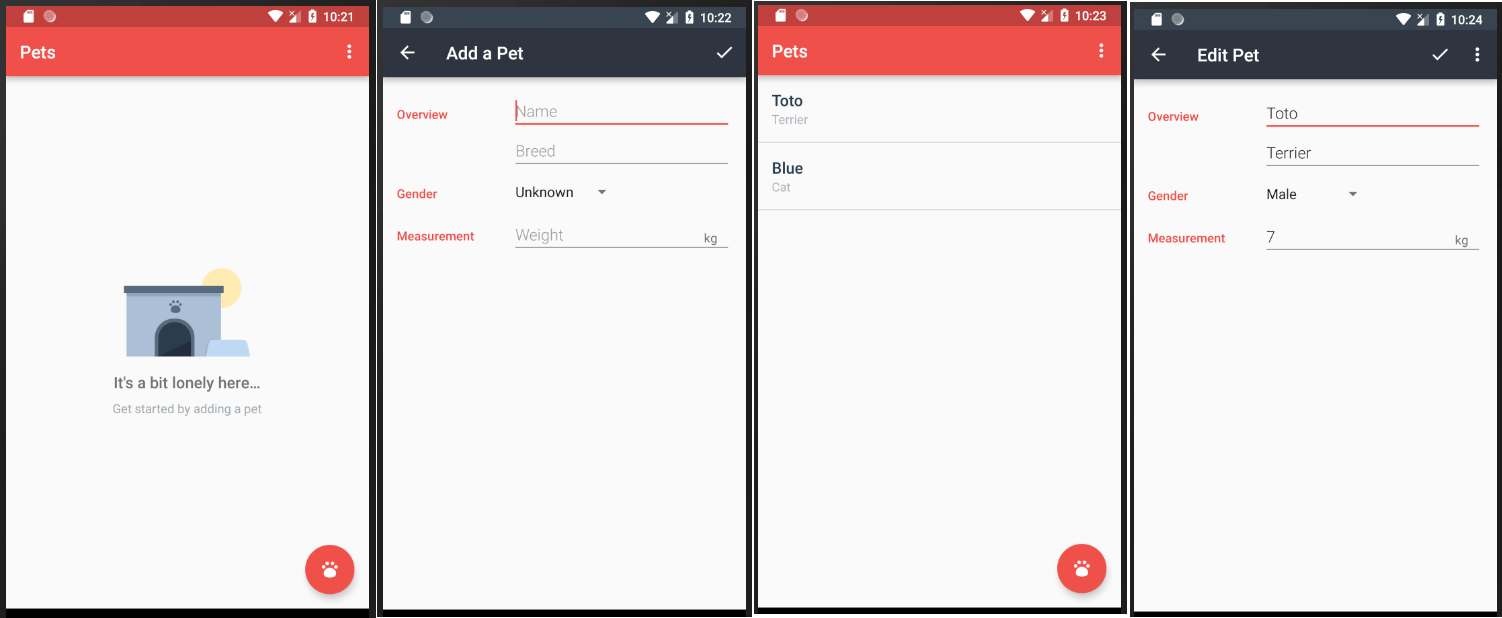 10:21
Pets
It's a bit lonely here...
Get started by adding a pet
10:22
Add a Pet
Overview Name
Breed
Gender Unknown
Measurement Weight kg
10:23
Pets
Toto
Terrier
Blue
Cat
10:24
Edit Pet
Overview Toto
Terrier
Gender Male
Measurement 7 kg